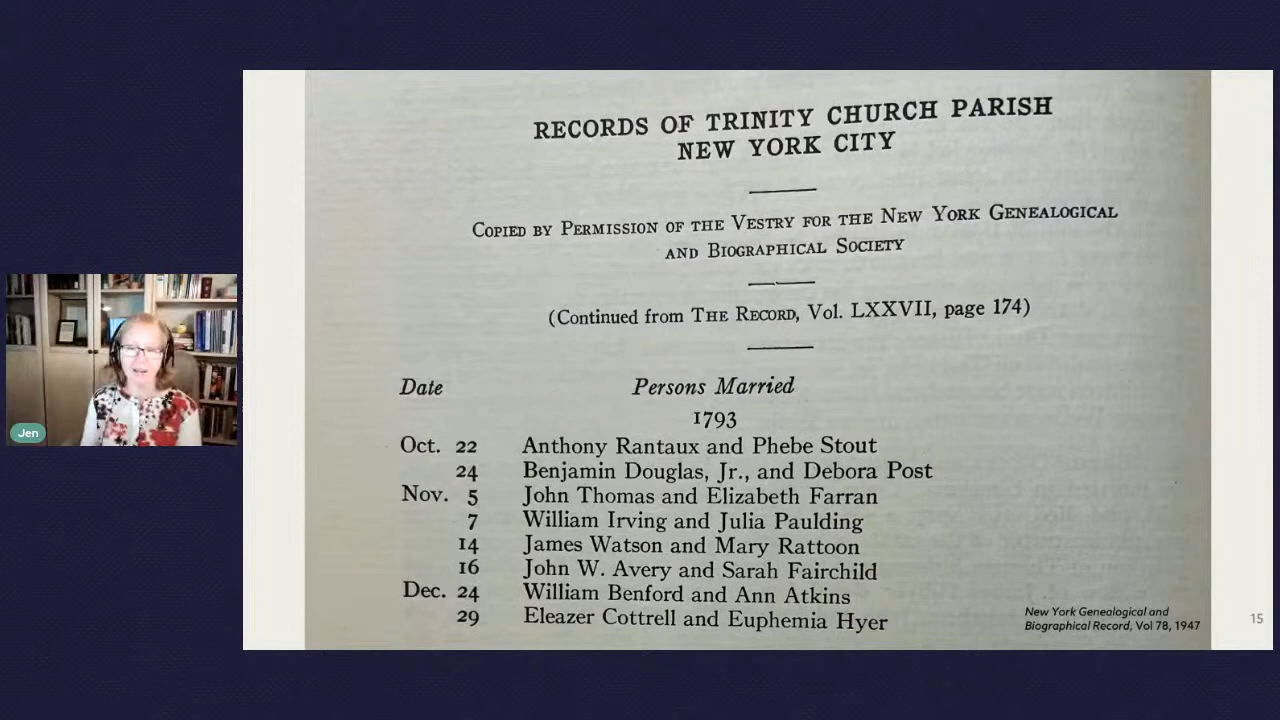 RECORDS OF TRINITY CHURCH PARISH
NEW YORK CITY
COPIED BY PERMISSION OF THE VESTRY FOR THE NEW YORK GENEALOGICAL
AND BIOGRAPHICAL SOCIETY
(Continued from THE RECORD, Vol. LXXVII, page 174)
Date Persons Married
1793
Oct. 22 Anthony Rantaux and Phebe Stout
24 Benjamin Douglas, Jr., and Debora Post
Nov. 5 John Thomas and Elizabeth Farran
7 William Irving and Julia Paulding
14 James Watson and Mary Rattoon
16 John W. Avery and Sarah Fairchild
Dec. 24 William Benford and Ann Atkins
29 Eleazer Cottrell and Euphemia Hyer
New York Genealogical and
Biographical Record, Vol 78, 1947
15
Jen